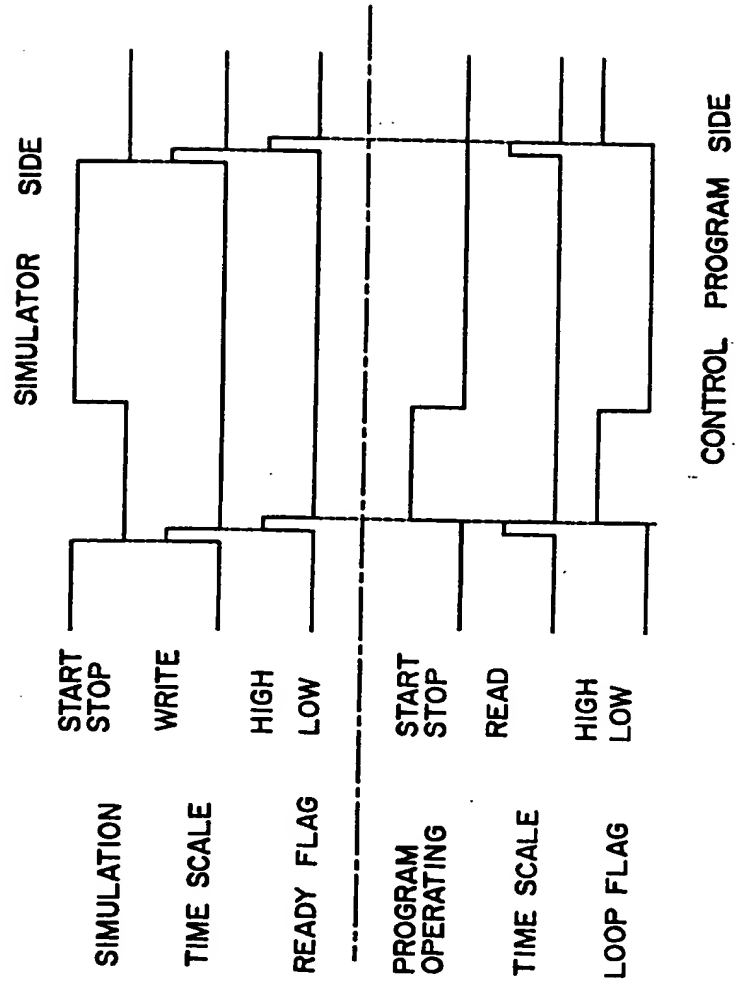 SIMULATOR SIDE
SIMULATION
START
STOP
TIME SCALE
WRITE
READY FLAG
HIGH
LOW
PROGRAM
OPERATING
START
STOP
TIME SCALE
READ
LOOP FLAG
HIGH
LOW
CONTROL PROGRAM SIDE